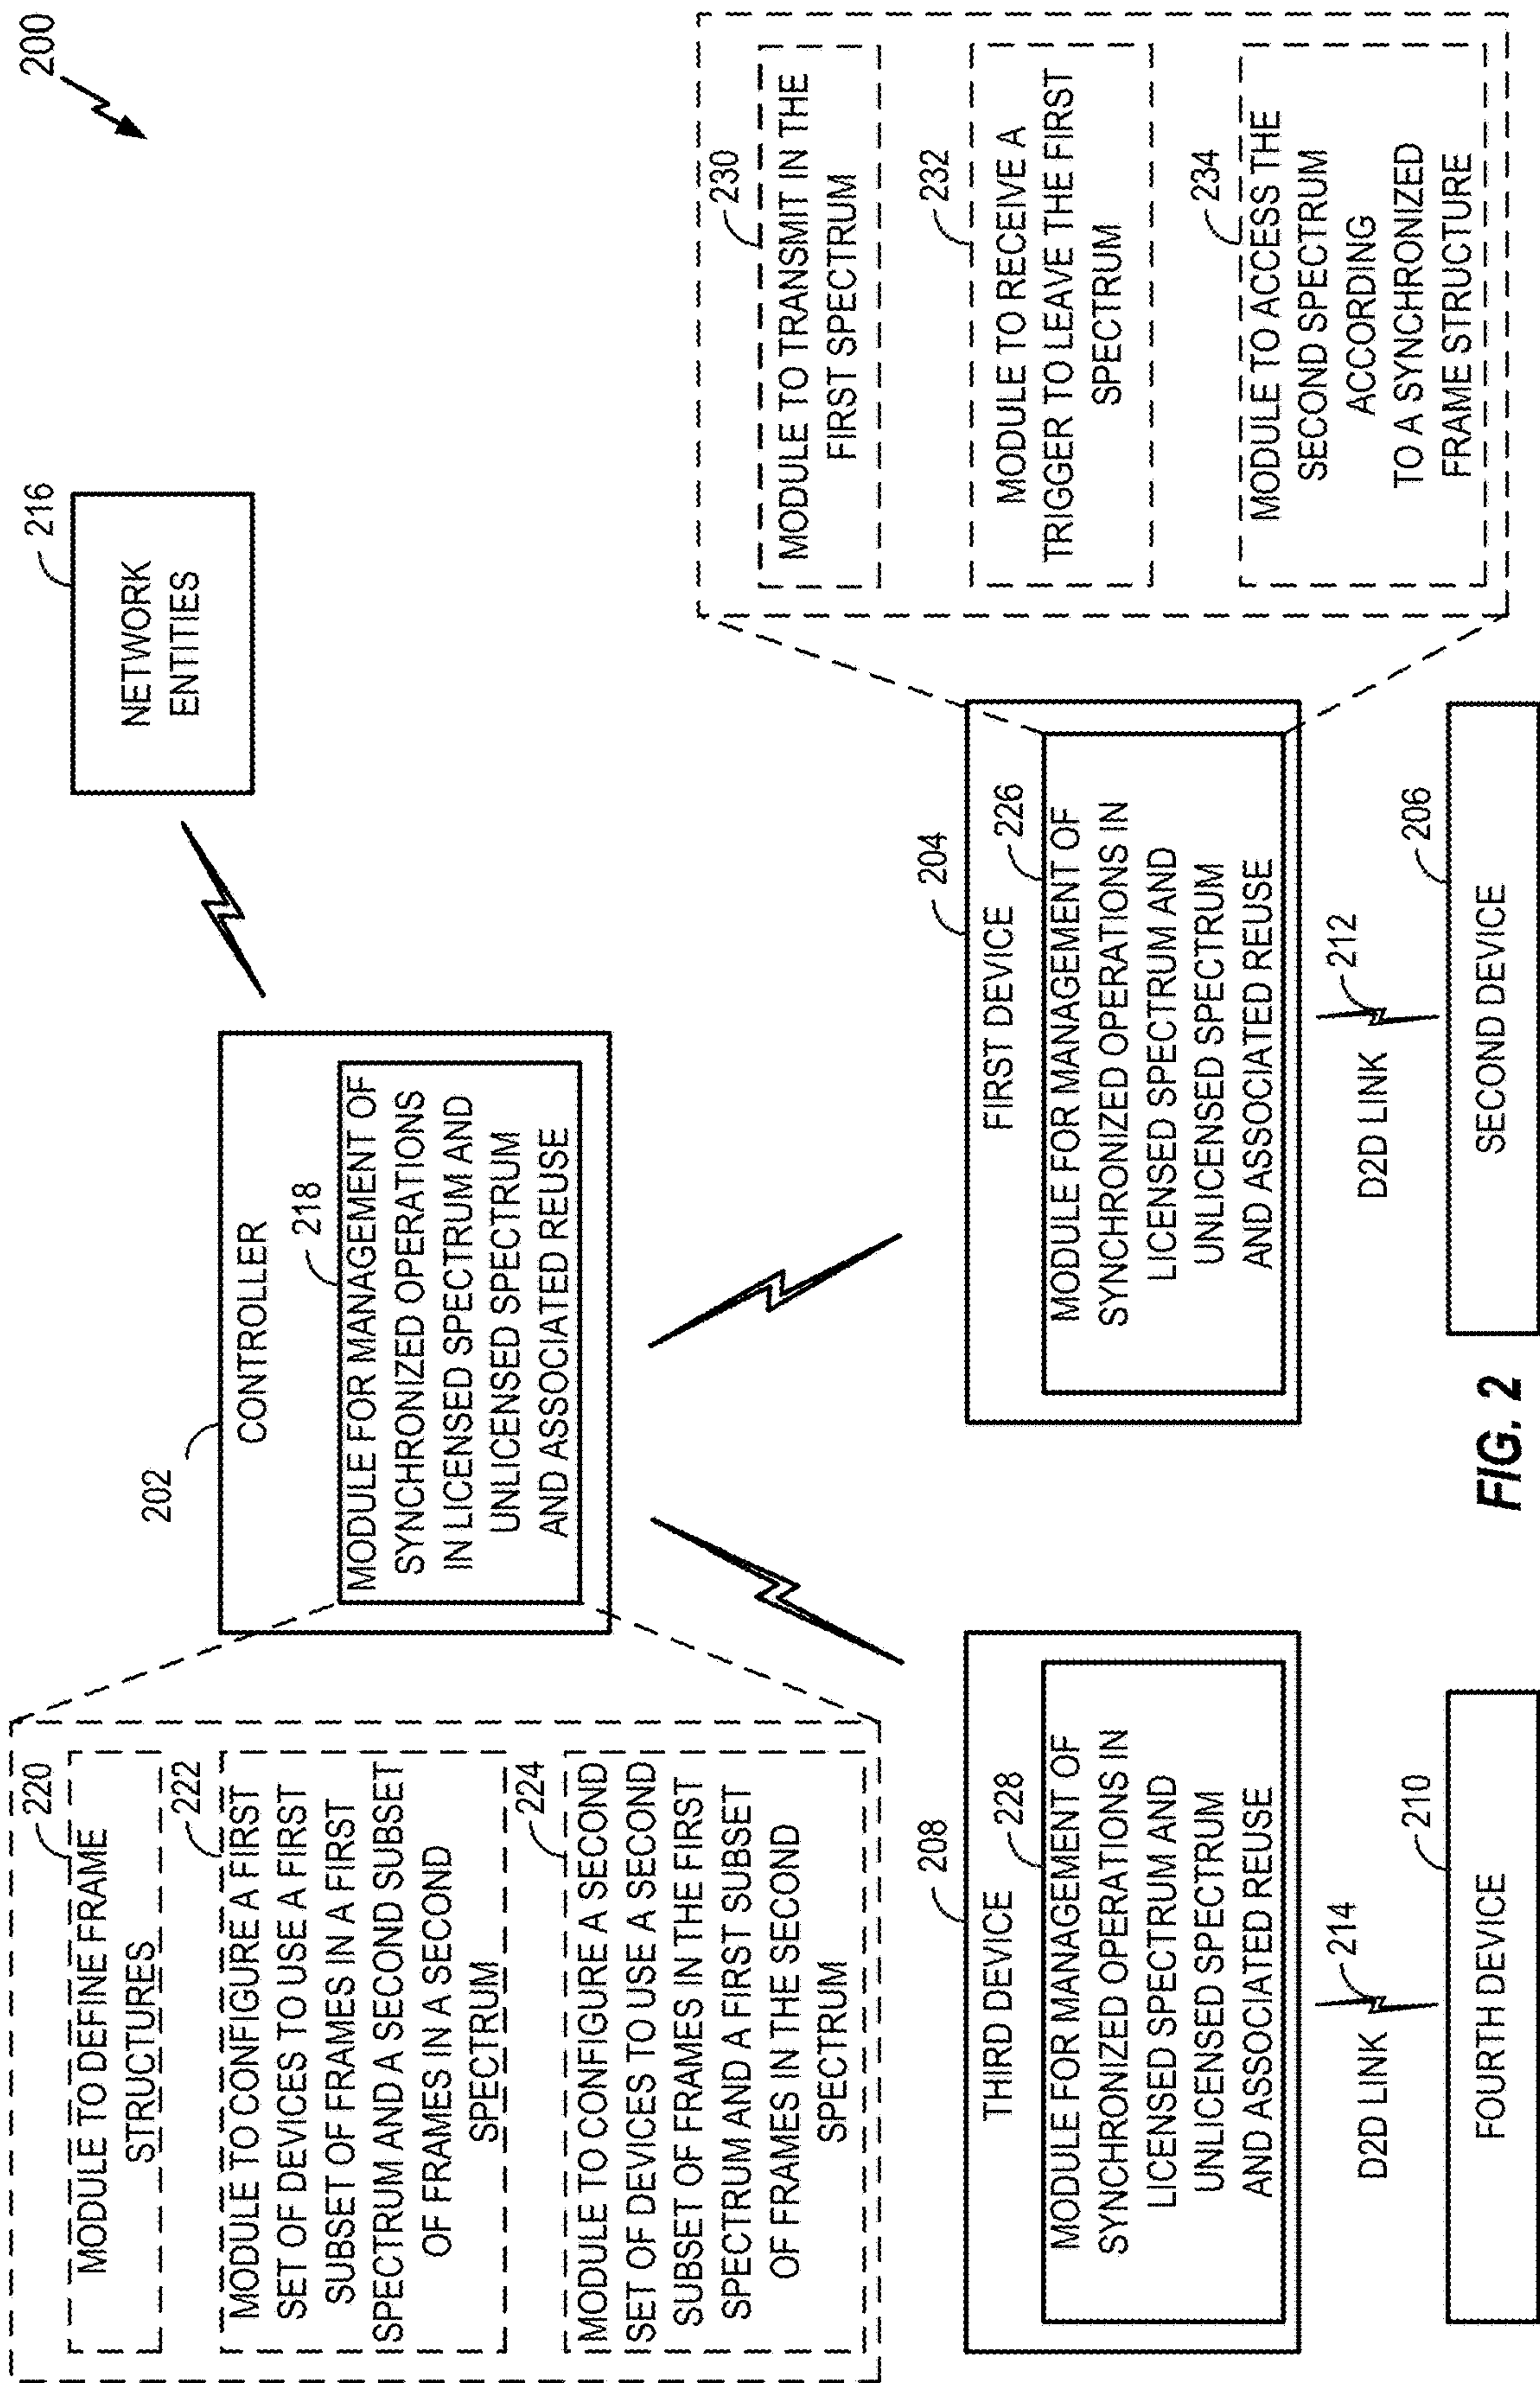 200
216
NETWORK
ENTITIES
202
CONTROLLER
218
MODULE FOR MANAGEMENT OF
SYNCHRONIZED OPERATIONS
IN LICENSED SPECTRUM AND
UNLICENSED SPECTRUM
AND ASSOCIATED REUSE
220
MODULE TO DEFINE FRAME
STRUCTURES
222
MODULE TO CONFIGURE A FIRST
SET OF DEVICES TO USE A FIRST
SUBSET OF FRAMES IN A FIRST
SPECTRUM AND A SECOND SUBSET
OF FRAMES IN A SECOND
SPECTRUM
224
MODULE TO CONFIGURE A SECOND
SET OF DEVICES TO USE A SECOND
SUBSET OF FRAMES IN THE FIRST
SPECTRUM AND A FIRST SUBSET
OF FRAMES IN THE SECOND
SPECTRUM
230
MODULE TO TRANSMIT IN THE
FIRST SPECTRUM
232
MODULE TO RECEIVE A
TRIGGER TO LEAVE THE FIRST
SPECTRUM
234
MODULE TO ACCESS THE
SECOND SPECTRUM
ACCORDING
TO A SYNCHRONIZED
FRAME STRUCTURE
208
THIRD DEVICE
228
MODULE FOR MANAGEMENT OF
SYNCHRONIZED OPERATIONS IN
LICENSED SPECTRUM AND
UNLICENSED SPECTRUM
AND ASSOCIATED REUSE
204
FIRST DEVICE
226
MODULE FOR MANAGEMENT OF
SYNCHRONIZED OPERATIONS IN
LICENSED SPECTRUM AND
UNLICENSED SPECTRUM
AND ASSOCIATED REUSE
D2D LINK
214
D2D LINK
212
210
FOURTH DEVICE
206
SECOND DEVICE
FIG. 2